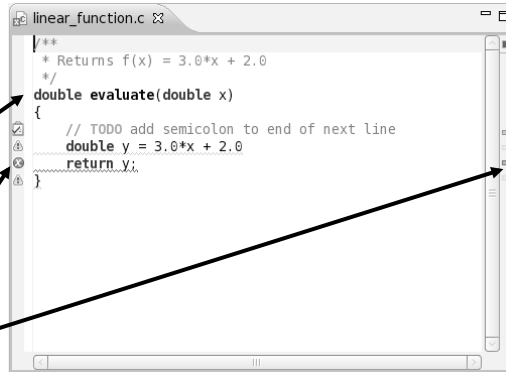 linear_function.c
/**
 * Returns f(x) = 3.0*x + 2.0
 */
double evaluate(double x)
{
    // TODO add semicolon to end of next line
    double y = 3.0*x + 2.0
    return y;
}